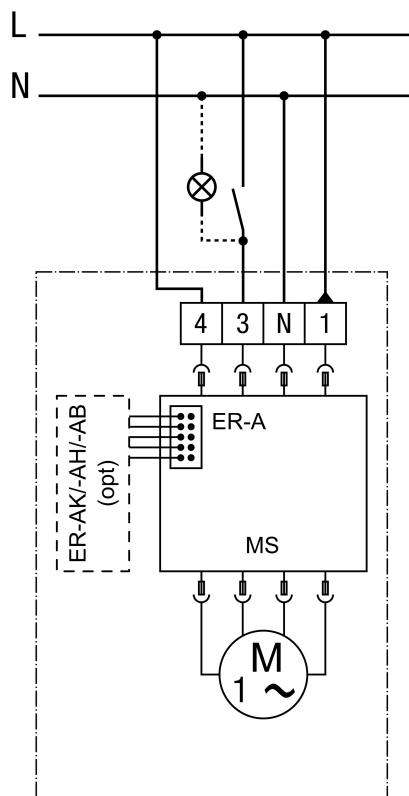 L
N
4 3 N 1
ER-A
ER-AK/-AH/-AB
(opt)
MS
M
1 ~